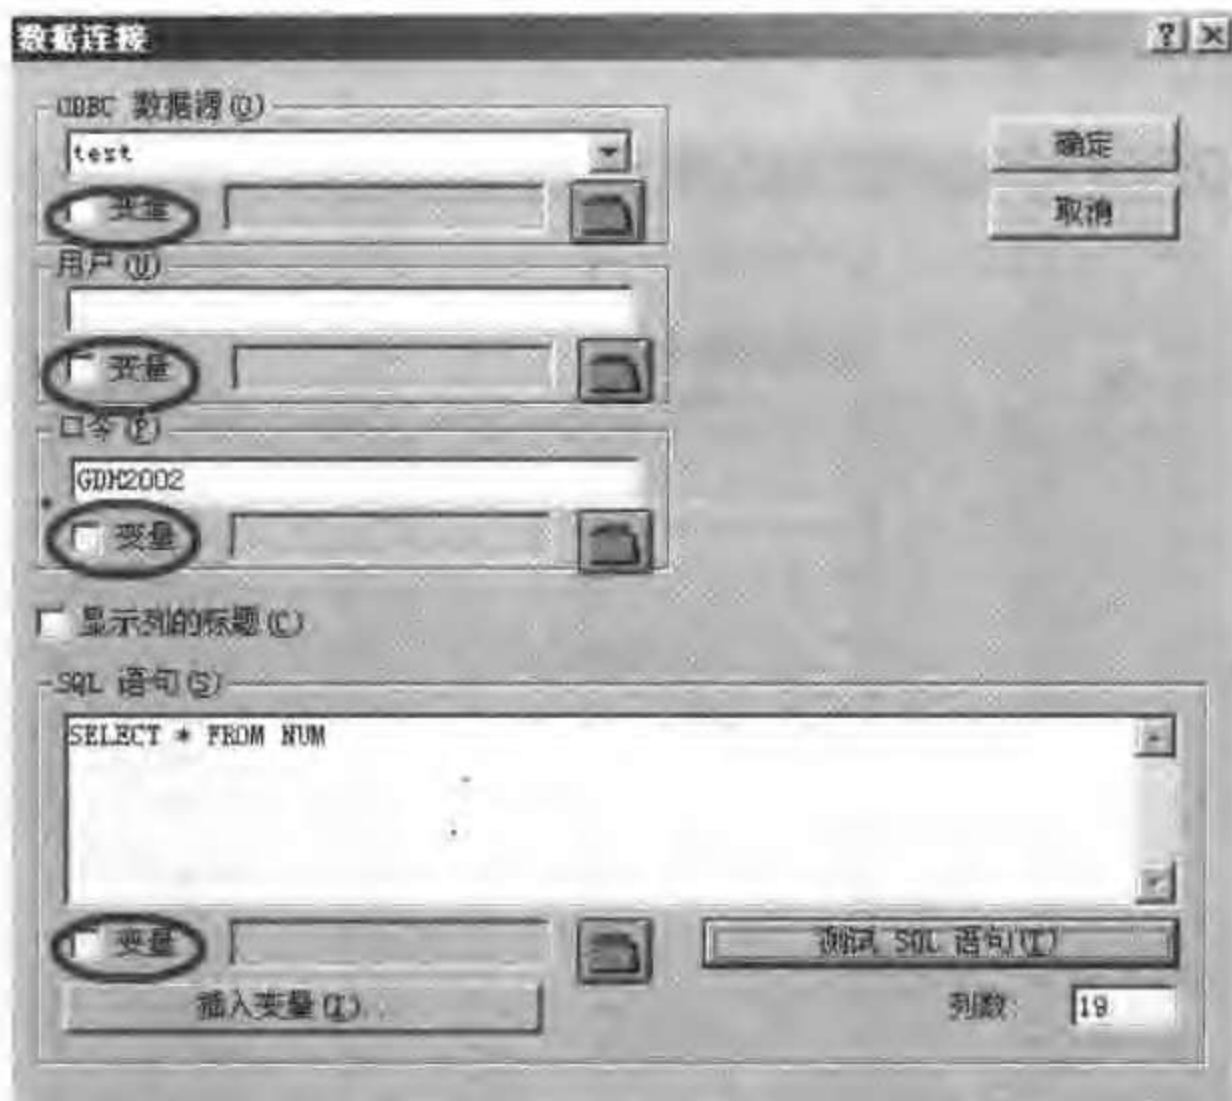 数据连接
ODBC 数据源(Q)
test
确定
变量
取消
用户(U)
变量
口令(P)
GDM2002
变量
显示列的标题(C)
SQL 语句(S)
SELECT * FROM NUM
变量
测试 SQL 语句(T)
插入变量(I)...
列数:
19